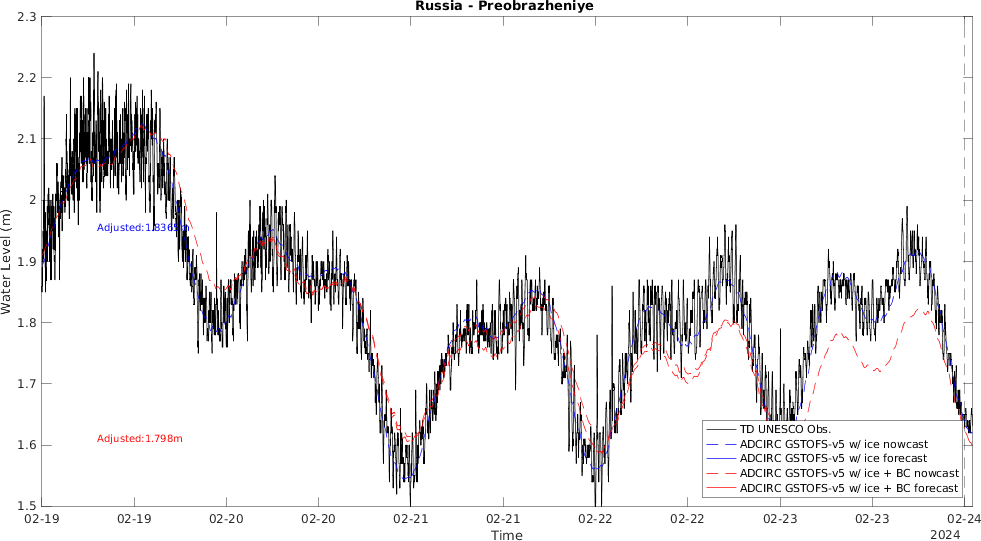 Russia - Preobrazheniye
2.3
2.2
2.1
2
1.9
1.8
1.7
1.6
1.5
Water Level (m)
Adjusted:1.836
Adjusted:1.798m
TD UNESCO Obs.
ADCIRC GSTOFS-v5 w/ ice nowcast
ADCIRC GSTOFS-v5 w/ ice forecast
ADCIRC GSTOFS-v5 w/ ice + BC nowcast
ADCIRC GSTOFS-v5 w/ ice + BC forecast
02-19 02-19 02-20 02-20 02-21 02-21 02-22 02-22 02-23 02-23 02-24
Time
2024